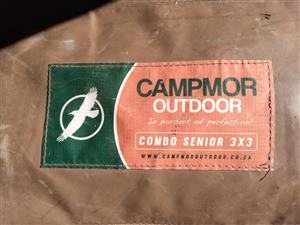 CAMPMOR
OUTDOOR
In pursuit of perfection!
COMBO SENIOR 3X3
WWW.CAMPMOROUTDOOR.CO.ZA